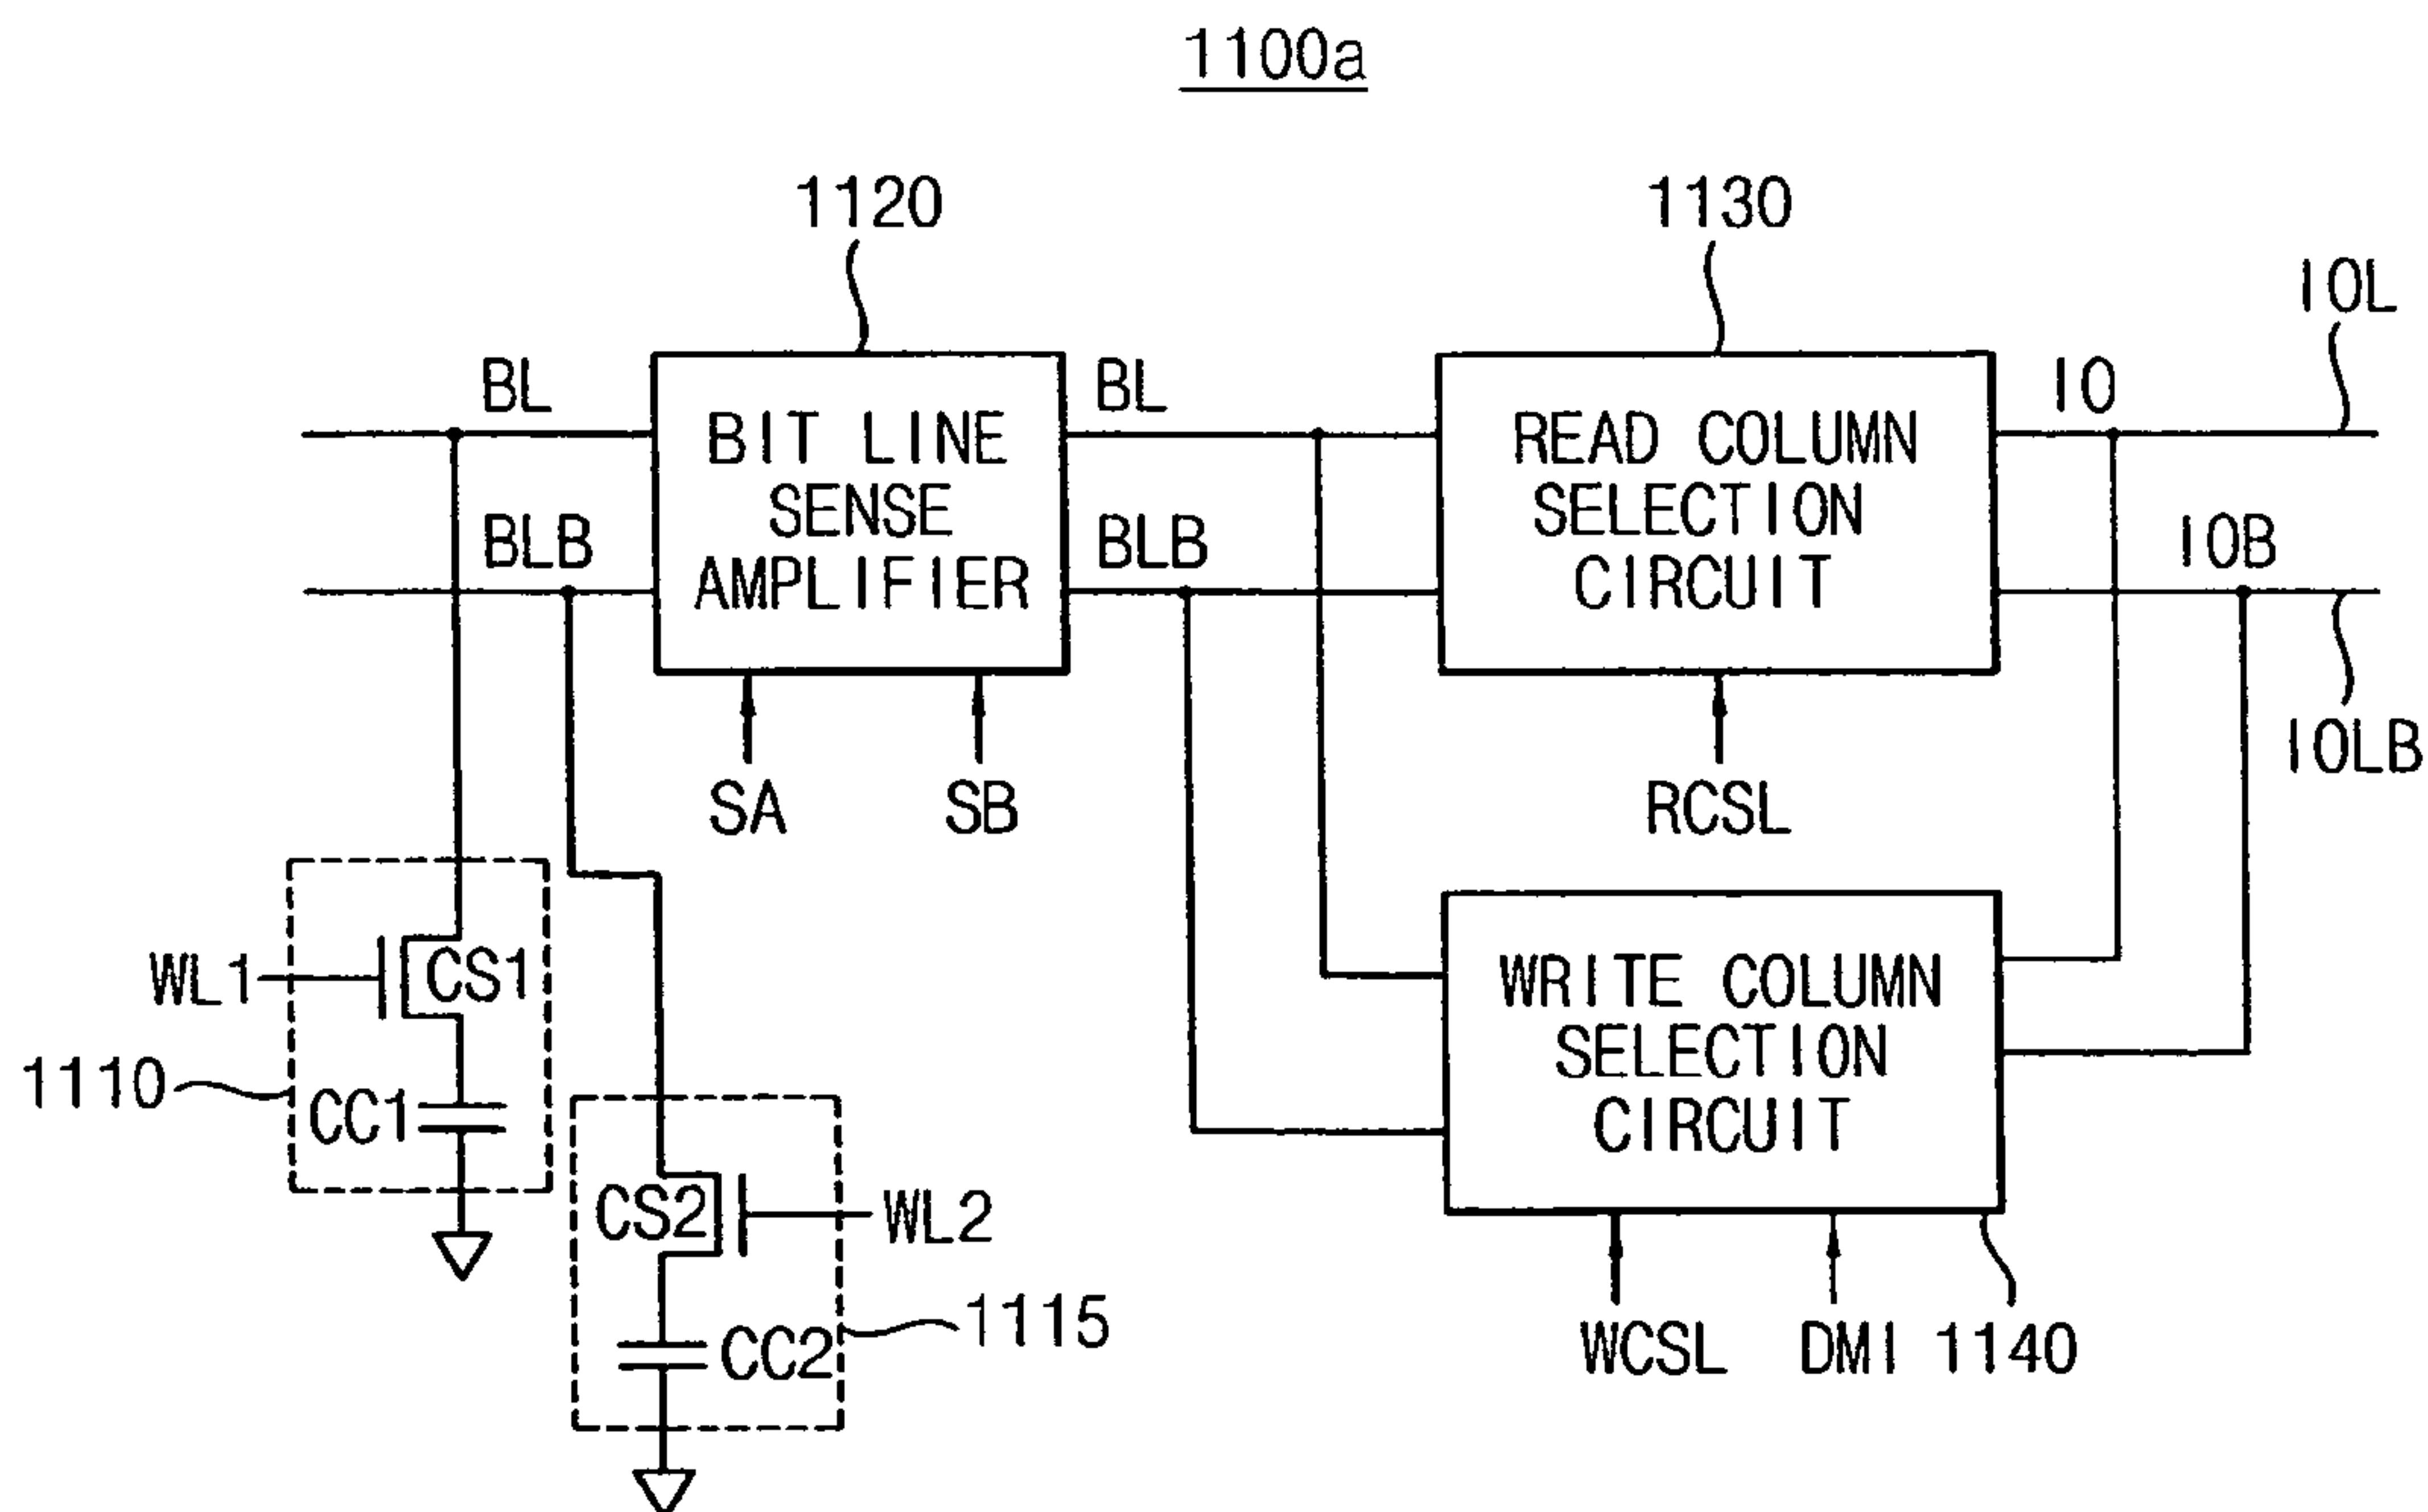 1100a
1120
1130
IOL
BL
BL
IO
BIT LINE
SENSE
AMPLIFIER
READ COLUMN
SELECTION
CIRCUIT
BLB
BLB
IOB
IOLB
SA
SB
RCSL
WL1
CS1
WRITE COLUMN
SELECTION
CIRCUIT
1110
CC1
CS2
WL2
1115
CC2
WCSL
DMI
1140